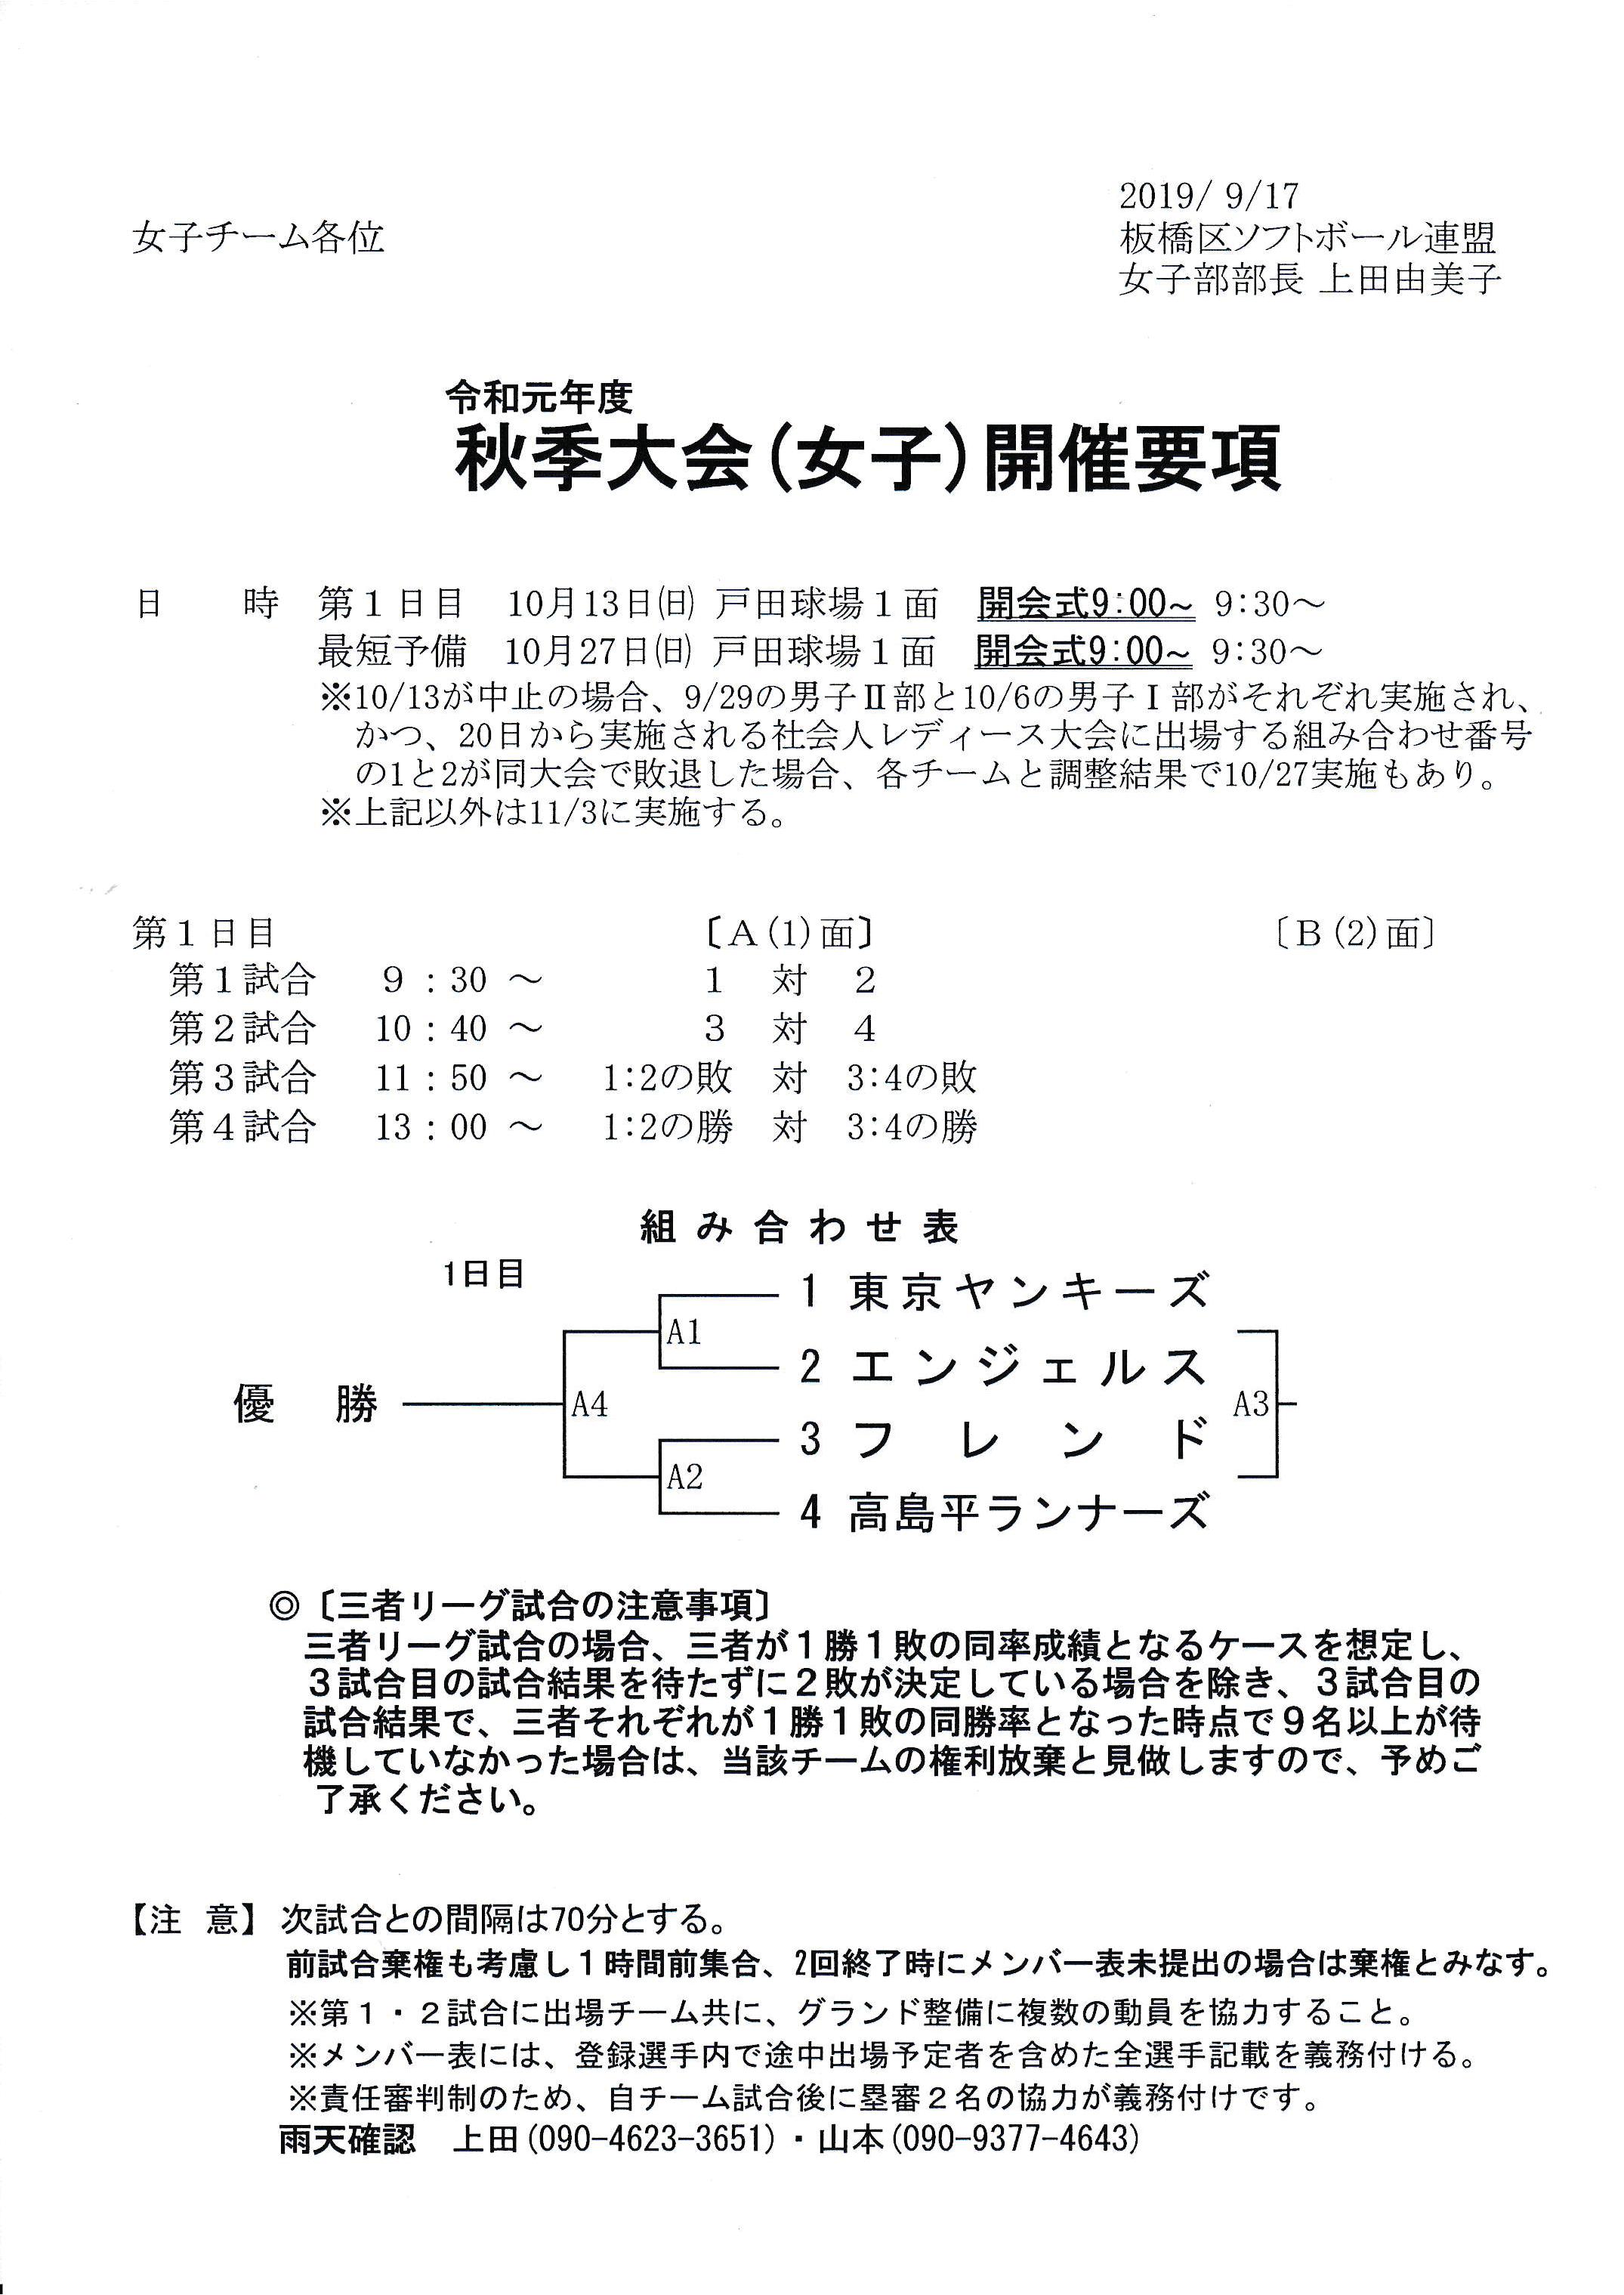 2019/ 9/17
女子チーム各位
板橋区ソフトボール連盟
女子部部長 上田由美子
令和元年度
秋季大会(女子)開催要項
日　　時　第１日目　10月13日㈰ 戸田球場１面　開会式9:00~ 9:30～
最短予備　10月27日㈰ 戸田球場１面　開会式9:00~ 9:30～
※10/13が中止の場合、9/29の男子Ⅱ部と10/6の男子Ⅰ部がそれぞれ実施され、
かつ、20日から実施される社会人レディース大会に出場する組み合わせ番号
の1と2が同大会で敗退した場合、各チームと調整結果で10/27実施もあり。
※上記以外は11/3に実施する。
第１日目　〔Ａ(1)面〕　〔Ｂ(2)面〕
第１試合　9：30 ～　1　対　2
第２試合　10：40 ～　3　対　4
第３試合　11：50 ～　1:2の敗　対　3:4の敗
第４試合　13：00 ～　1:2の勝　対　3:4の勝
組み合わせ表
1日目
1 東京ヤンキーズ
A1
2 エンジェルス
優　勝　A4　A3
3 フレンド
A2
4 高島平ランナーズ
◎〔三者リーグ試合の注意事項〕
三者リーグ試合の場合、三者が１勝１敗の同率成績となるケースを想定し、
３試合目の試合結果を待たずに２敗が決定している場合を除き、３試合目の
試合結果で、三者それぞれが１勝１敗の同勝率となった時点で９名以上が待
機していなかった場合は、当該チームの権利放棄と見做しますので、予めご
了承ください。
【注　意】次試合との間隔は70分とする。
前試合棄権も考慮し１時間前集合、2回終了時にメンバー表未提出の場合は棄権とみなす。
※第１・２試合に出場チーム共に、グランド整備に複数の動員を協力すること。
※メンバー表には、登録選手内で途中出場予定者を含めた全選手記載を義務付ける。
※責任審判制のため、自チーム試合後に塁審２名の協力が義務付けです。
雨天確認　上田(090-4623-3651)・山本(090-9377-4643)